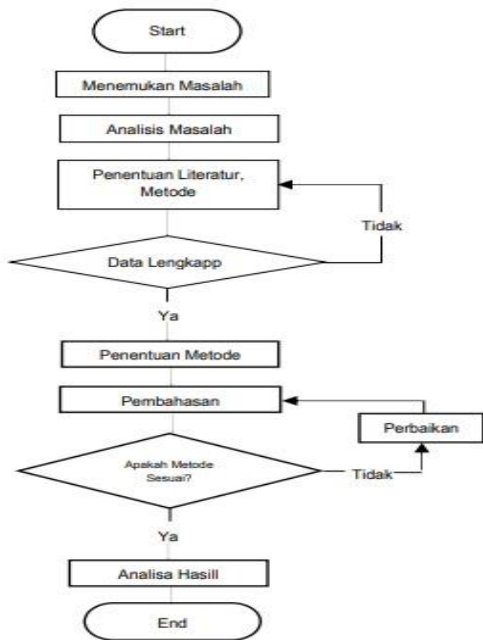 Start
Menemukan Masalah
Analisis Masalah
Penentuan Literatur,
Metode
Tidak
Data Lengkapp
Ya
Penentuan Metode
Pembahasan
Perbaikan
Apakah Metode
Sesuai?
Tidak
Ya
Analisa Hasill
End